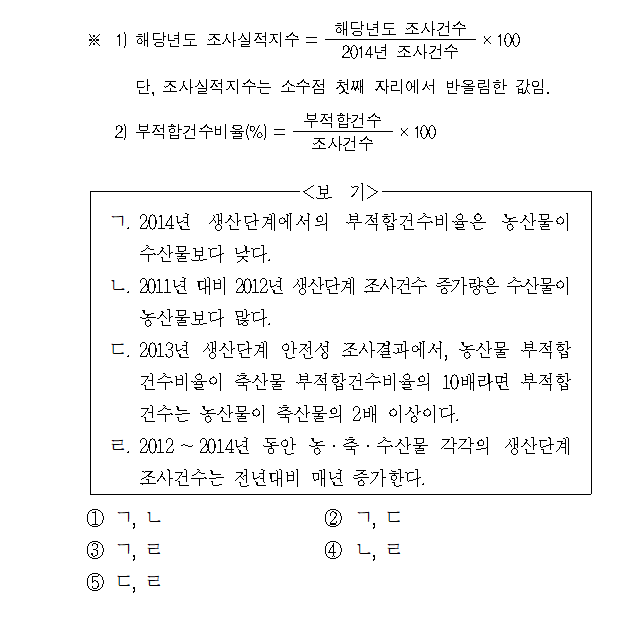 ※ 1) 해당년도 조사실적지수 = 해당년도 조사건수 / 2014년 조사건수 × 100
단, 조사실적지수는 소수점 첫째 자리에서 반올림한 값임.
2) 부적합건수비율(%) = 부적합건수 / 조사건수 × 100
<보 기>
ㄱ. 2014년 생산단계에서의 부적합건수비율은 농산물이
수산물보다 낮다.
ㄴ. 2011년 대비 2012년 생산단계 조사건수 증가량은 수산물이
농산물보다 많다.
ㄷ. 2013년 생산단계 안전성 조사결과에서, 농산물 부적합
건수비율이 축산물 부적합건수비율의 10배라면 부적합
건수는 농산물이 축산물의 2배 이상이다.
ㄹ. 2012 ~ 2014년 동안 농·축·수산물 각각의 생산단계
조사건수는 전년대비 매년 증가한다.
① ㄱ, ㄴ ② ㄱ, ㄷ
③ ㄱ, ㄹ ④ ㄴ, ㄹ
⑤ ㄷ, ㄹ